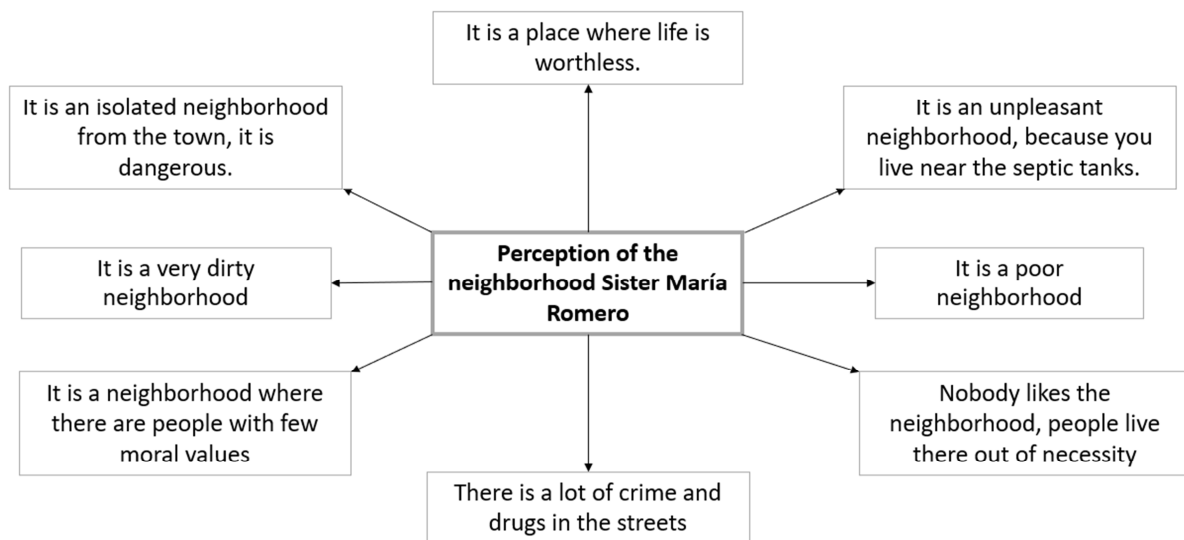 It is a place where life is
worthless.
It is an isolated neighborhood
from the town, it is
dangerous.
It is an unpleasant
neighborhood, because you
live near the septic tanks.
Perception of the
neighborhood Sister María
Romero
It is a very dirty
neighborhood
It is a poor
neighborhood
It is a neighborhood where
there are people with few
moral values
Nobody likes the
neighborhood, people live
there out of necessity
There is a lot of crime and
drugs in the streets